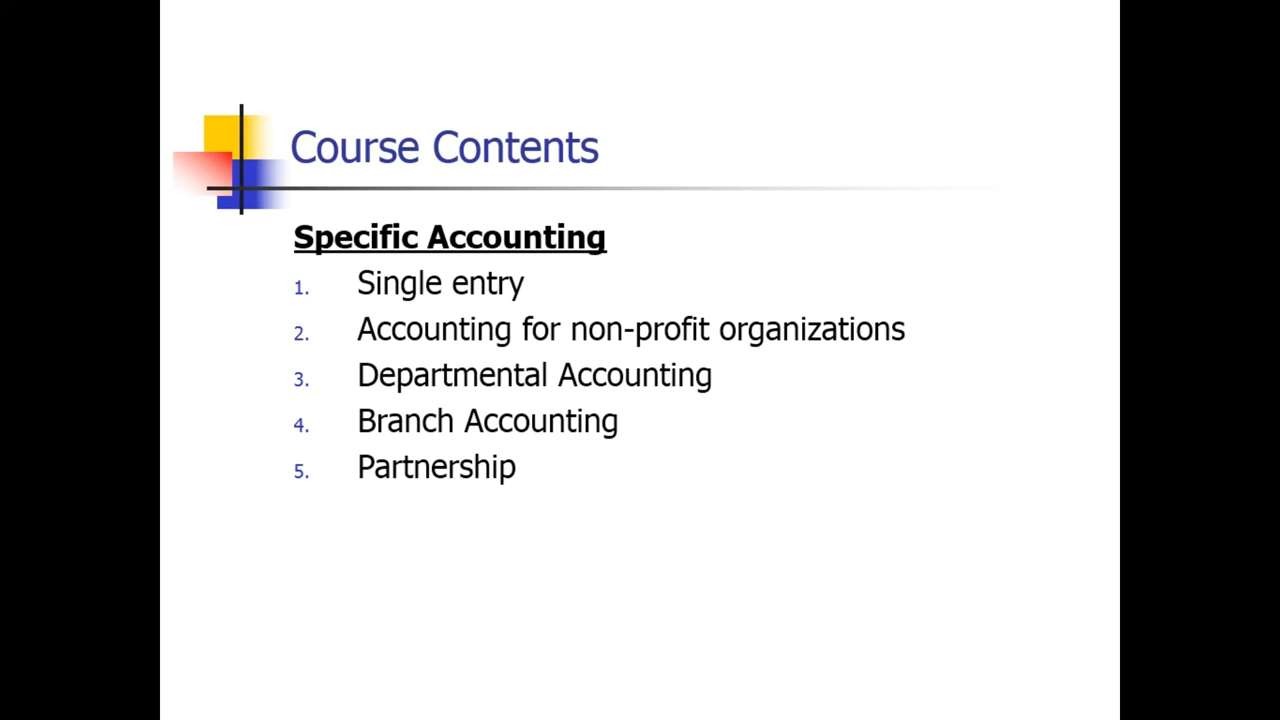 Course Contents
Specific Accounting
1. Single entry
2. Accounting for non-profit organizations
3. Departmental Accounting
4. Branch Accounting
5. Partnership